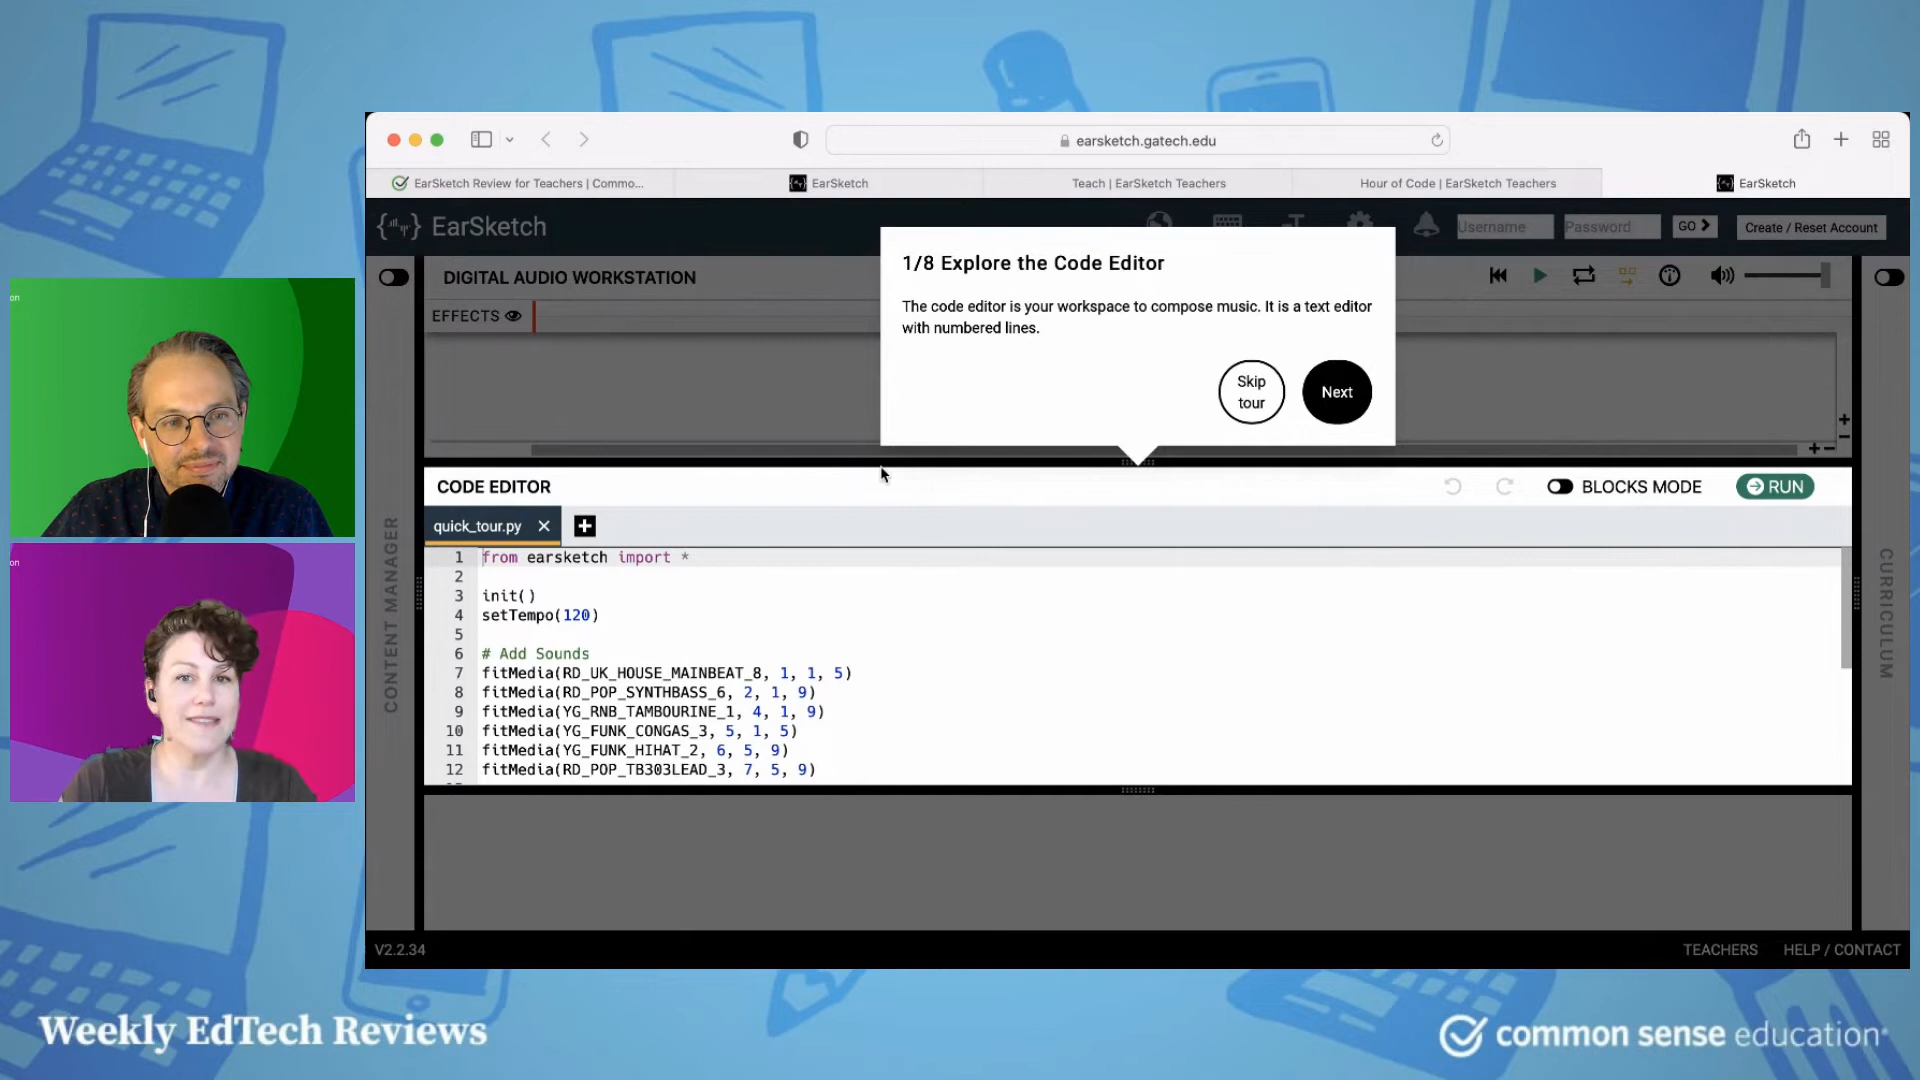 earsketch.gatech.edu
EarSketch Review for Teachers | Commo...
EarSketch
Teach | EarSketch Teachers
Hour of Code | EarSketch Teachers
EarSketch
EarSketch
Username
Password
GO
Create / Reset Account
DIGITAL AUDIO WORKSTATION
EFFECTS
1/8 Explore the Code Editor
The code editor is your workspace to compose music. It is a text editor
with numbered lines.
Skip
tour
Next
on
on
CONTENT MANAGER
CURRICULUM
CODE EDITOR
BLOCKS MODE
RUN
quick_tour.py
1 from earsketch import *
2
3 init()
4 setTempo(120)
5
6 # Add Sounds
7 fitMedia(RD_UK_HOUSE_MAINBEAT_8, 1, 1, 5)
8 fitMedia(RD_POP_SYNTHBASS_6, 2, 1, 9)
9 fitMedia(YG_RNB_TAMBOURINE_1, 4, 1, 9)
10 fitMedia(YG_FUNK_CONGAS_3, 5, 1, 5)
11 fitMedia(YG_FUNK_HIHAT_2, 6, 5, 9)
12 fitMedia(RD_POP_TB303LEAD_3, 7, 5, 9)
V2.2.34
TEACHERS
HELP / CONTACT
Weekly EdTech Reviews
common sense education